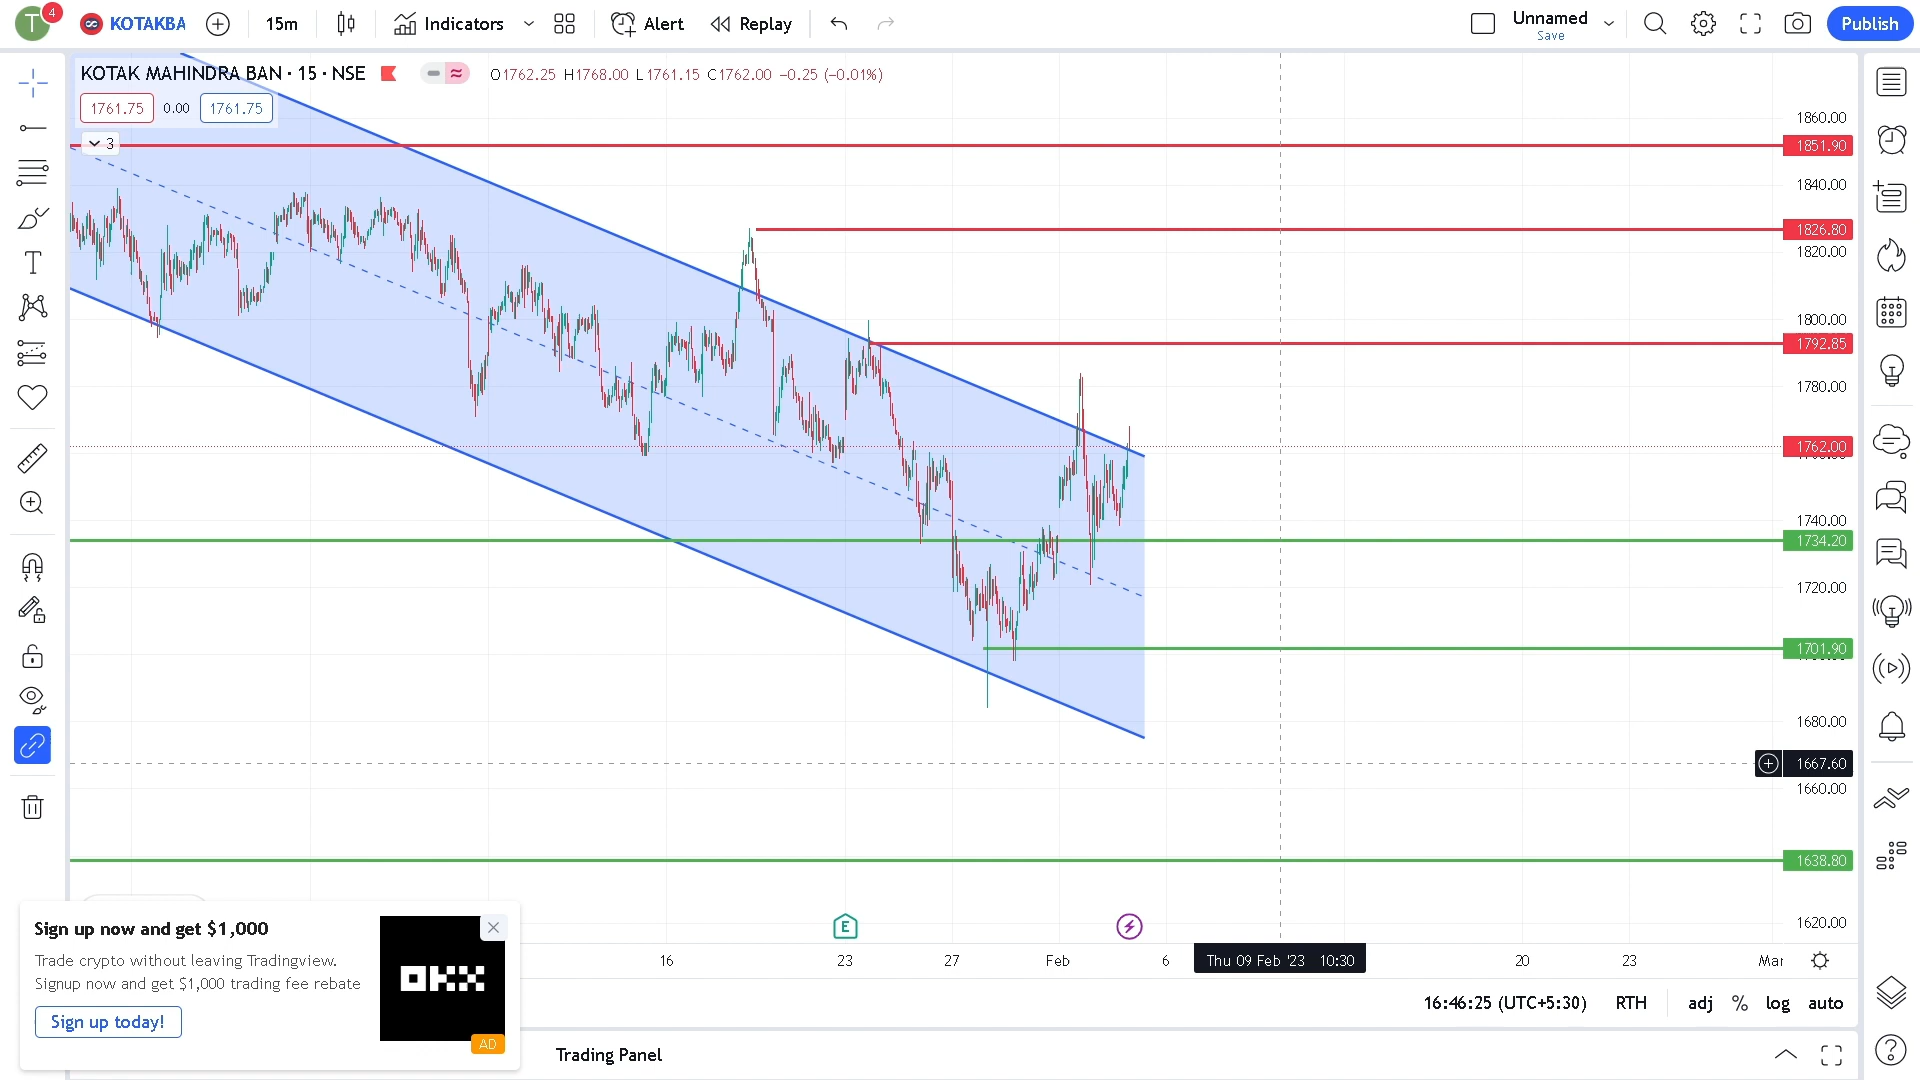 T 4 KOTAKBA 15m Indicators Alert Replay Unnamed Save Publish
KOTAK MAHINDRA BAN · 15 · NSE O1762.25 H1768.00 L1761.15 C1762.00 −0.25 (−0.01%)
1761.75 0.00 1761.75
3
1860.00
1851.90
1840.00
1826.80
1820.00
1800.00
1792.85
1780.00
1762.00
1740.00
1734.20
1720.00
1701.90
1680.00
1667.60
1660.00
1638.80
1620.00
E
16 23 27 Feb 6 Thu 09 Feb '23 10:30 20 23 Mar
16:46:25 (UTC+5:30) RTH adj % log auto
Sign up now and get $1,000
Trade crypto without leaving Tradingview.
Signup now and get $1,000 trading fee rebate
Sign up today!
OKX
AD
Trading Panel